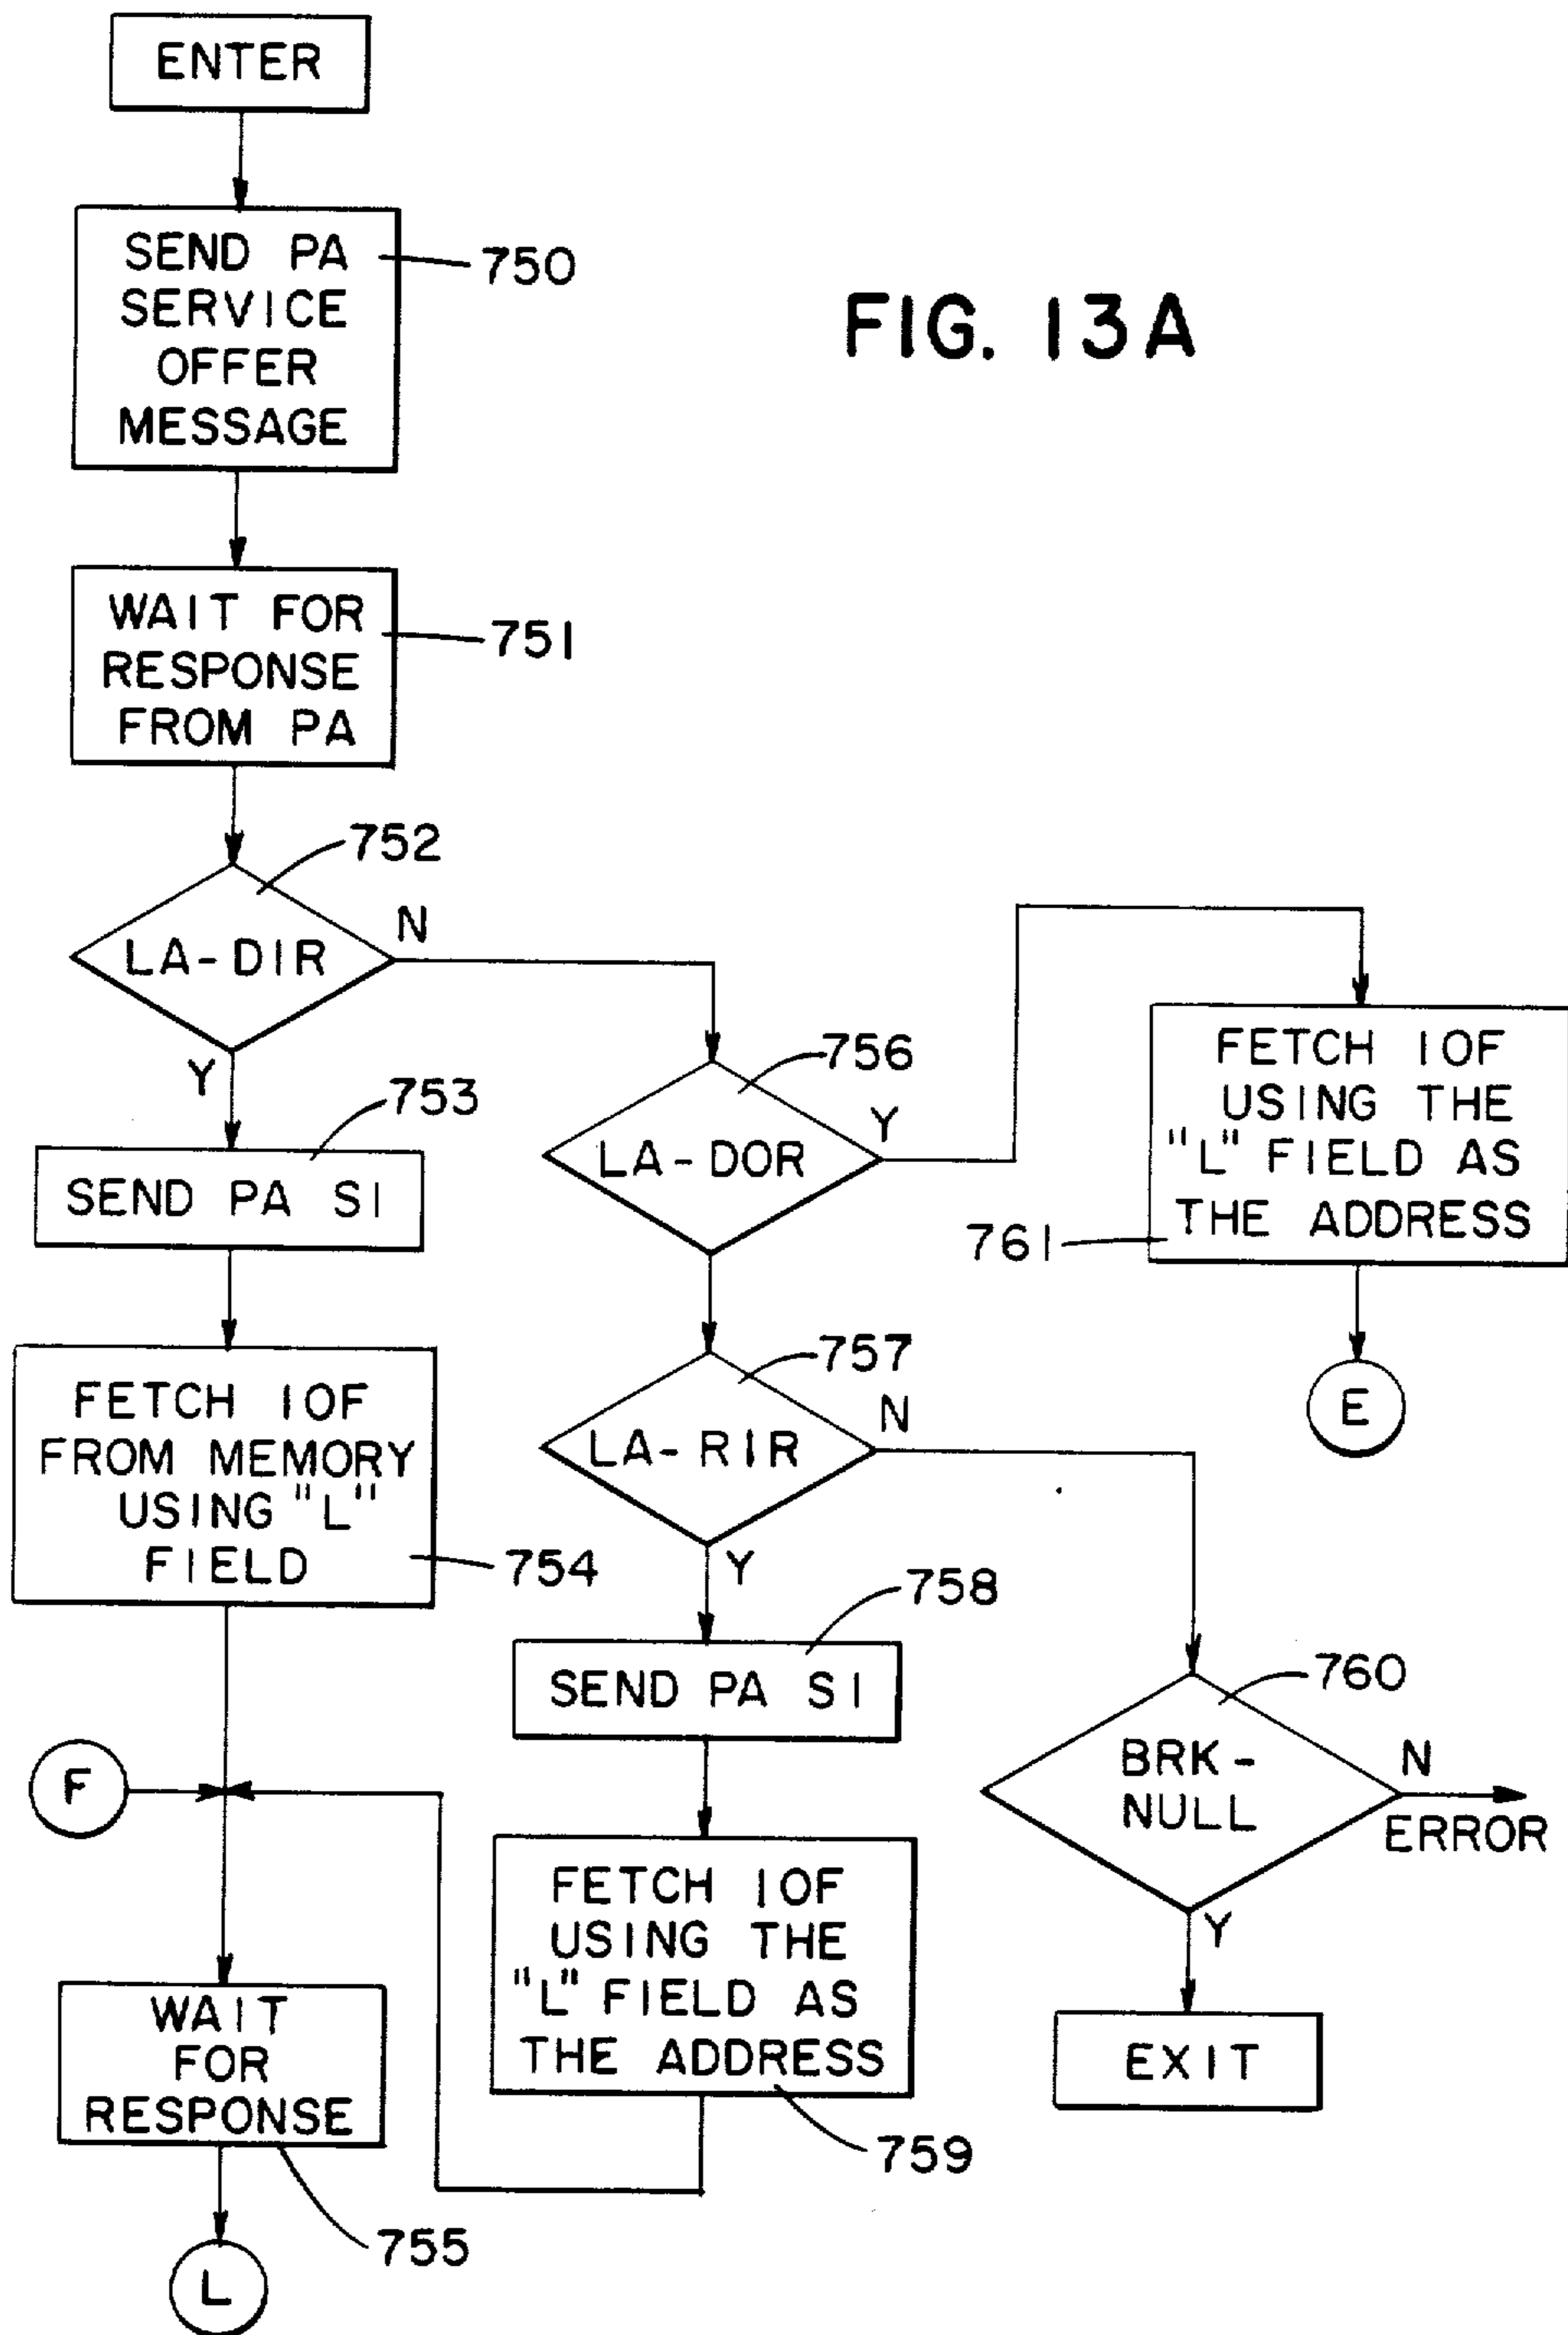 ENTER
SEND PA
SERVICE
OFFER
MESSAGE
750
FIG. 13A
WAIT FOR
RESPONSE
FROM PA
751
752
LA-DIR
N
Y
756
LA-DOR
Y
FETCH IOF
USING THE
"L" FIELD AS
THE ADDRESS
761
E
753
SEND PA SI
757
LA-RIR
N
Y
FETCH IOF
FROM MEMORY
USING "L"
FIELD
754
758
SEND PA SI
760
BRK-
NULL
N
ERROR
Y
EXIT
F
FETCH IOF
USING THE
"L" FIELD AS
THE ADDRESS
759
WAIT
FOR
RESPONSE
755
L